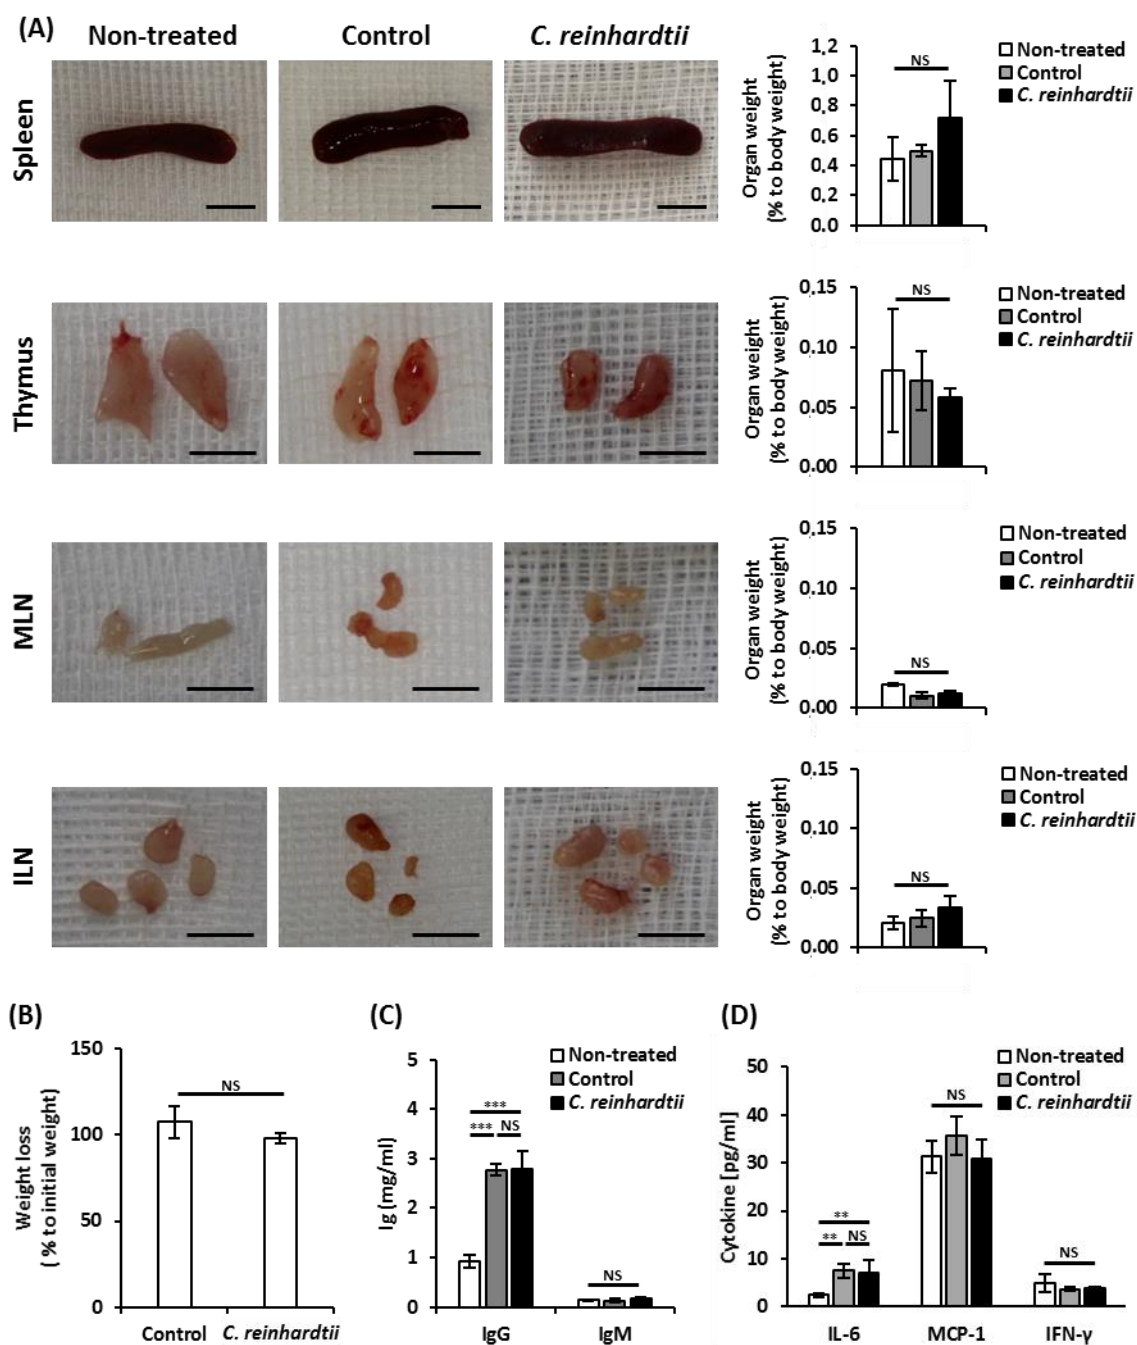 (A)
Non-treated
Control
C. reinhardtii
Spleen
Organ weight
(% to body weight)
1,2
1,0
0,8
0,6
0,4
0,2
0,0
NS
Non-treated
Control
C. reinhardtii
Thymus
Organ weight
(% to body weight)
0,15
0,10
0,05
0,00
NS
Non-treated
Control
C. reinhardtii
MLN
Organ weight
(% to body weight)
0,15
0,10
0,05
0,00
NS
Non-treated
Control
C. reinhardtii
ILN
Organ weight
(% to body weight)
0,15
0,10
0,05
0,00
NS
Non-treated
Control
C. reinhardtii
(B)
Weight loss
( % to initial weight)
150
100
50
0
NS
Control
C. reinhardtii
(C)
Ig (mg/ml)
5
4
3
2
1
0
Non-treated
Control
C. reinhardtii
***
*** NS
NS
IgG
IgM
(D)
Cytokine [pg/ml]
50
40
30
20
10
0
Non-treated
Control
C. reinhardtii
**
** NS
NS
NS
IL-6
MCP-1
IFN-γ